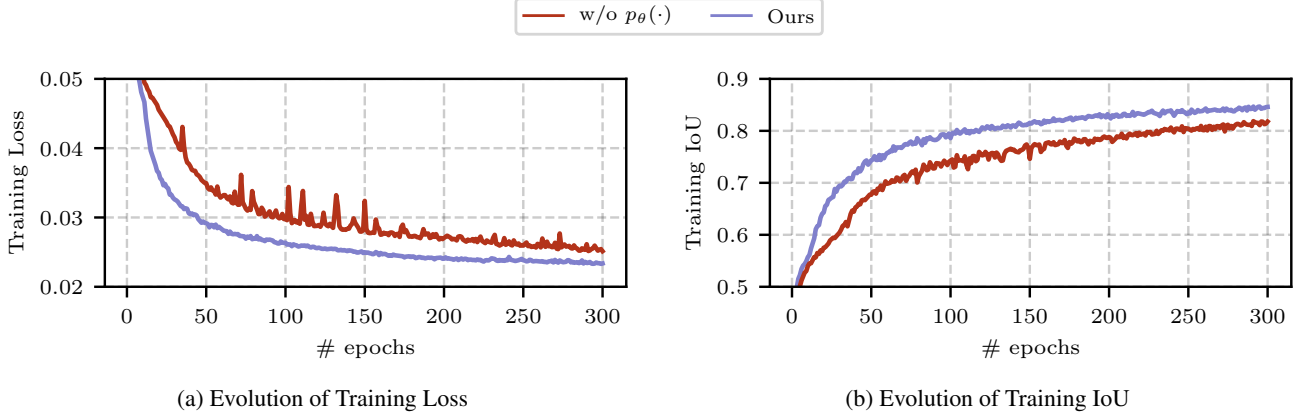 w/o pθ(·) Ours
0.05
0.04
0.03
0.02
Training Loss
0 50 100 150 200 250 300
# epochs
(a) Evolution of Training Loss
0.9
0.8
0.7
0.6
0.5
Training IoU
0 50 100 150 200 250 300
# epochs
(b) Evolution of Training IoU